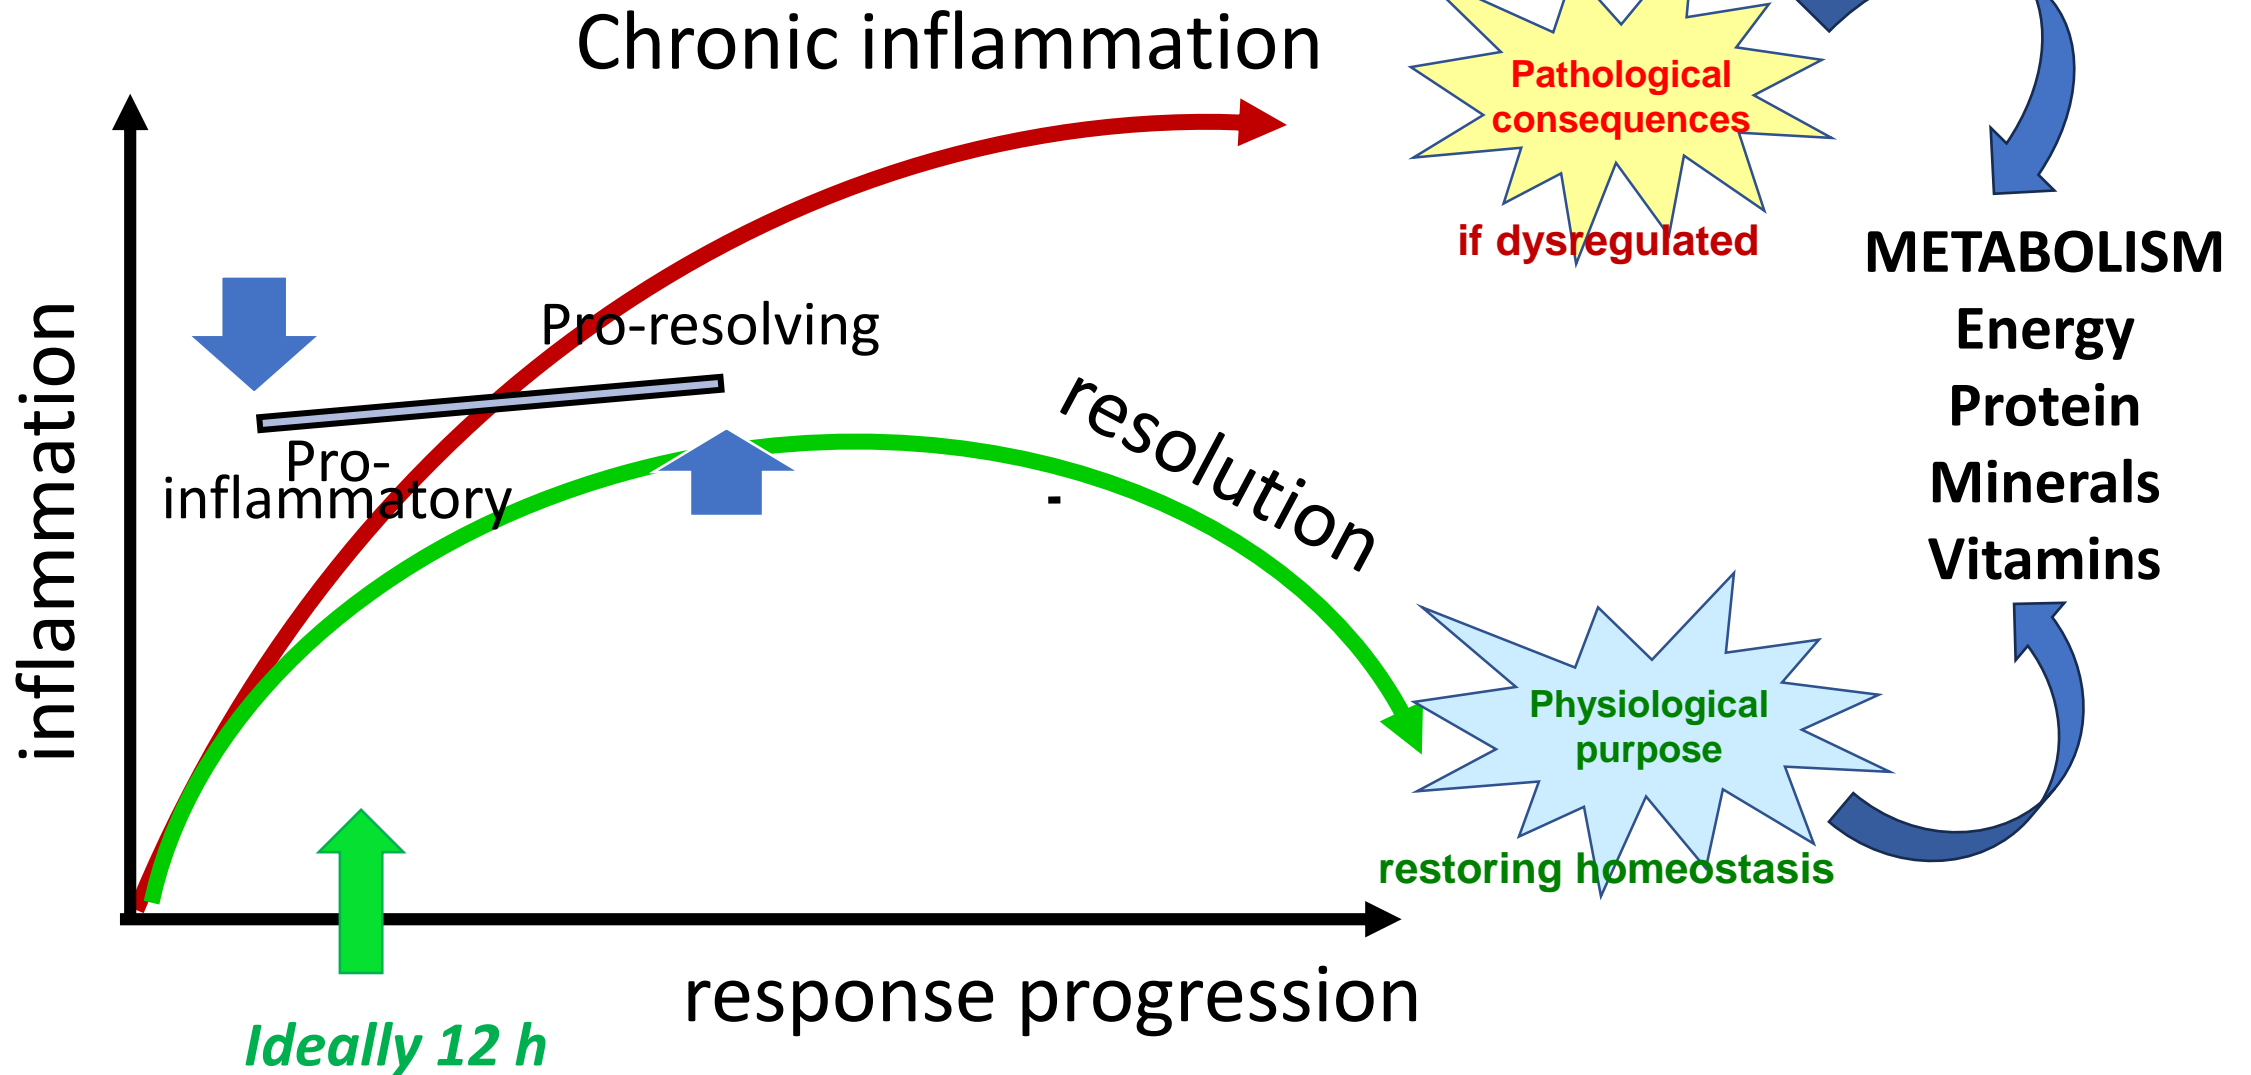 Chronic inflammation
Pathological
consequences
if dysregulated
METABOLISM
Energy
Protein
Minerals
Vitamins
inflammation
Pro-resolving
Pro-
inflammatory
resolution
-
Physiological
purpose
restoring homeostasis
response progression
Ideally 12 h